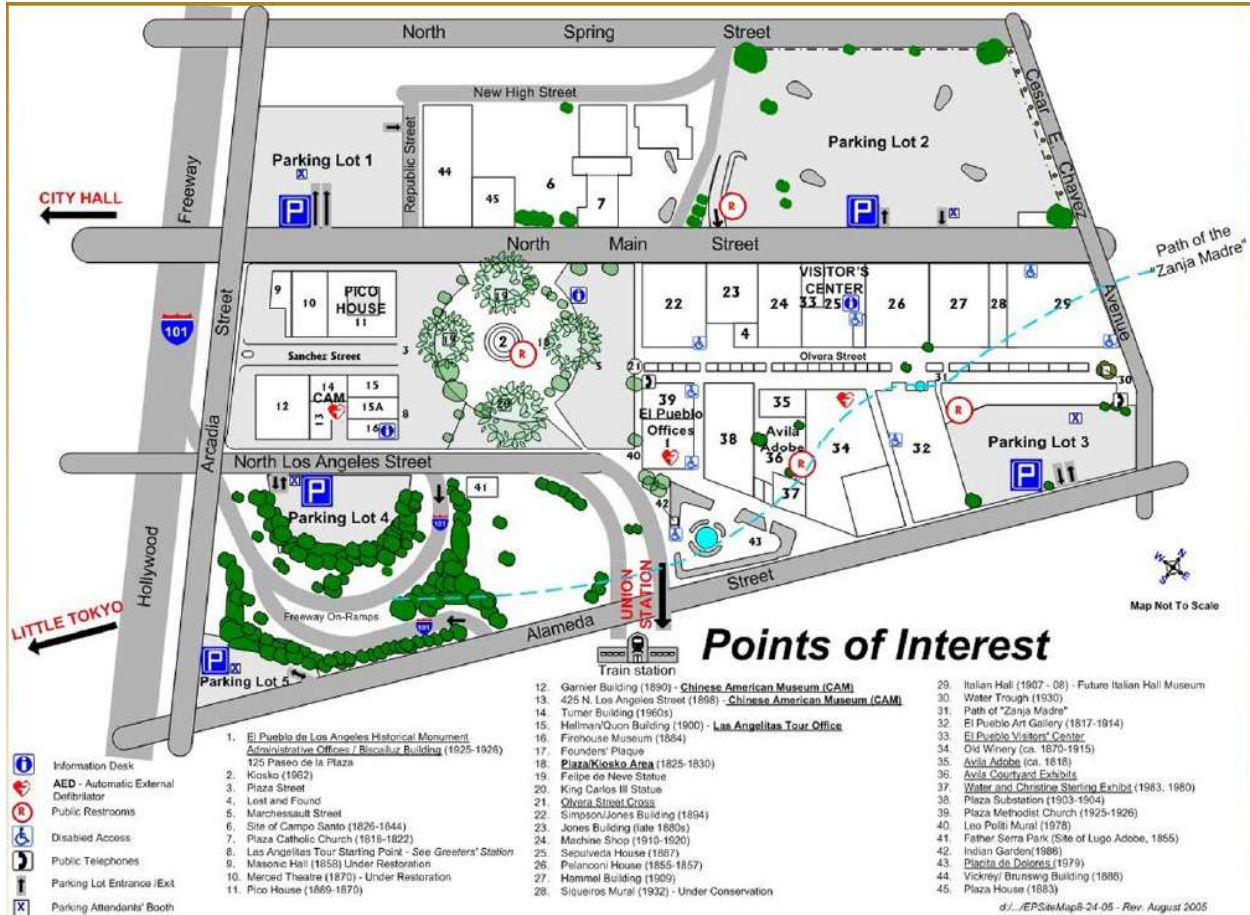 North Spring Street
New High Street
Republic Street
Cesar E. Chavez
Avenue
Parking Lot 1
X
P
44
45
6
7
R
Parking Lot 2
P
X
CITY HALL
Freeway
North Main Street
Path of the
"Zanja Madre"
Arcadia Street
101
9
10
PICO
HOUSE
11
Sanchez Street
3
12
14
CAM
13
15
15A
16
8
2
R
5
20
21
22
23
4
24
VISITOR'S
CENTER
33
25
26
27
28
29
Olvera Street
31
30
39
El Pueblo
Offices
1
40
38
35
Avila
Adobe
36
R
37
34
32
R
X
Parking Lot 3
P
42
43
North Los Angeles Street
X
P
Parking Lot 4
41
101
Freeway On-Ramps
101
Hollywood
LITTLE TOKYO
P
X
Parking Lot 5
Alameda Street
UNION
STATION
Train station
Map Not To Scale
N
E
S
W
Points of Interest
Information Desk
AED - Automatic External
Defibrilator
R
Public Restrooms
Disabled Access
Public Telephones
Parking Lot Entrance /Exit
X
Parking Attendants' Booth
1. El Pueblo de Los Angeles Historical Monument
Administrative Offices / Biscailuz Building (1925-1926)
125 Paseo de la Plaza
2. Kiosko (1962)
3. Plaza Street
4. Lost and Found
5. Marchessault Street
6. Site of Campo Santo (1826-1844)
7. Plaza Catholic Church (1818-1822)
8. Las Angelitas Tour Starting Point - See Greeters' Station
9. Masonic Hall (1858) Under Restoration
10. Merced Theatre (1870) - Under Restoration
11. Pico House (1869-1870)
12. Garnier Building (1890) - Chinese American Museum (CAM)
13. 425 N. Los Angeles Street (1898) - Chinese American Museum (CAM)
14. Turner Building (1960s)
15. Hellman/Quon Building (1900) - Las Angelitas Tour Office
16. Firehouse Museum (1884)
17. Founders' Plaque
18. Plaza/Kiosko Area (1825-1830)
19. Felipe de Neve Statue
20. King Carlos III Statue
21. Olvera Street Cross
22. Simpson/Jones Building (1894)
23. Jones Building (late 1880s)
24. Machine Shop (1910-1920)
25. Sepulveda House (1887)
26. Pelanconi House (1855-1857)
27. Hammel Building (1909)
28. Siqueiros Mural (1932) - Under Conservation
29. Italian Hall (1907 - 08) - Future Italian Hall Museum
30. Water Trough (1930)
31. Path of "Zanja Madre"
32. El Pueblo Art Gallery (1817-1914)
33. El Pueblo Visitors' Center
34. Old Winery (ca. 1870-1915)
35. Avila Adobe (ca. 1818)
36. Avila Courtyard Exhibits
37. Water and Christine Sterling Exhibit (1983, 1980)
38. Plaza Substation (1903-1904)
39. Plaza Methodist Church (1925-1926)
40. Leo Politi Mural (1978)
41. Father Serra Park (Site of Lugo Adobe, 1855)
42. Indian Garden(1986)
43. Placita de Dolores (1979)
44. Vickrey/ Brunswig Building (1888)
45. Plaza House (1883)
d:/.../EPSiteMap8-24-05 - Rev. August 2005